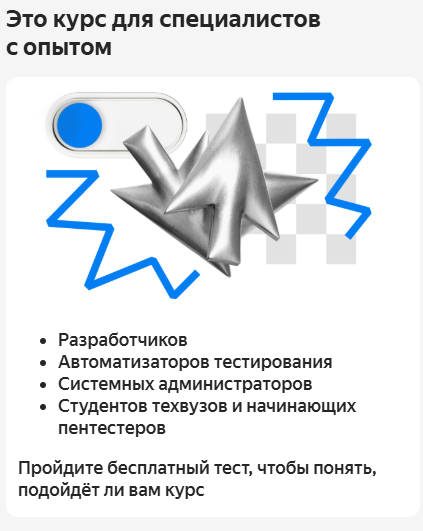 Это курс для специалистов
с опытом
• Разработчиков
• Автоматизаторов тестирования
• Системных администраторов
• Студентов техвузов и начинающих
пентестеров
Пройдите бесплатный тест, чтобы понять,
подойдёт ли вам курс